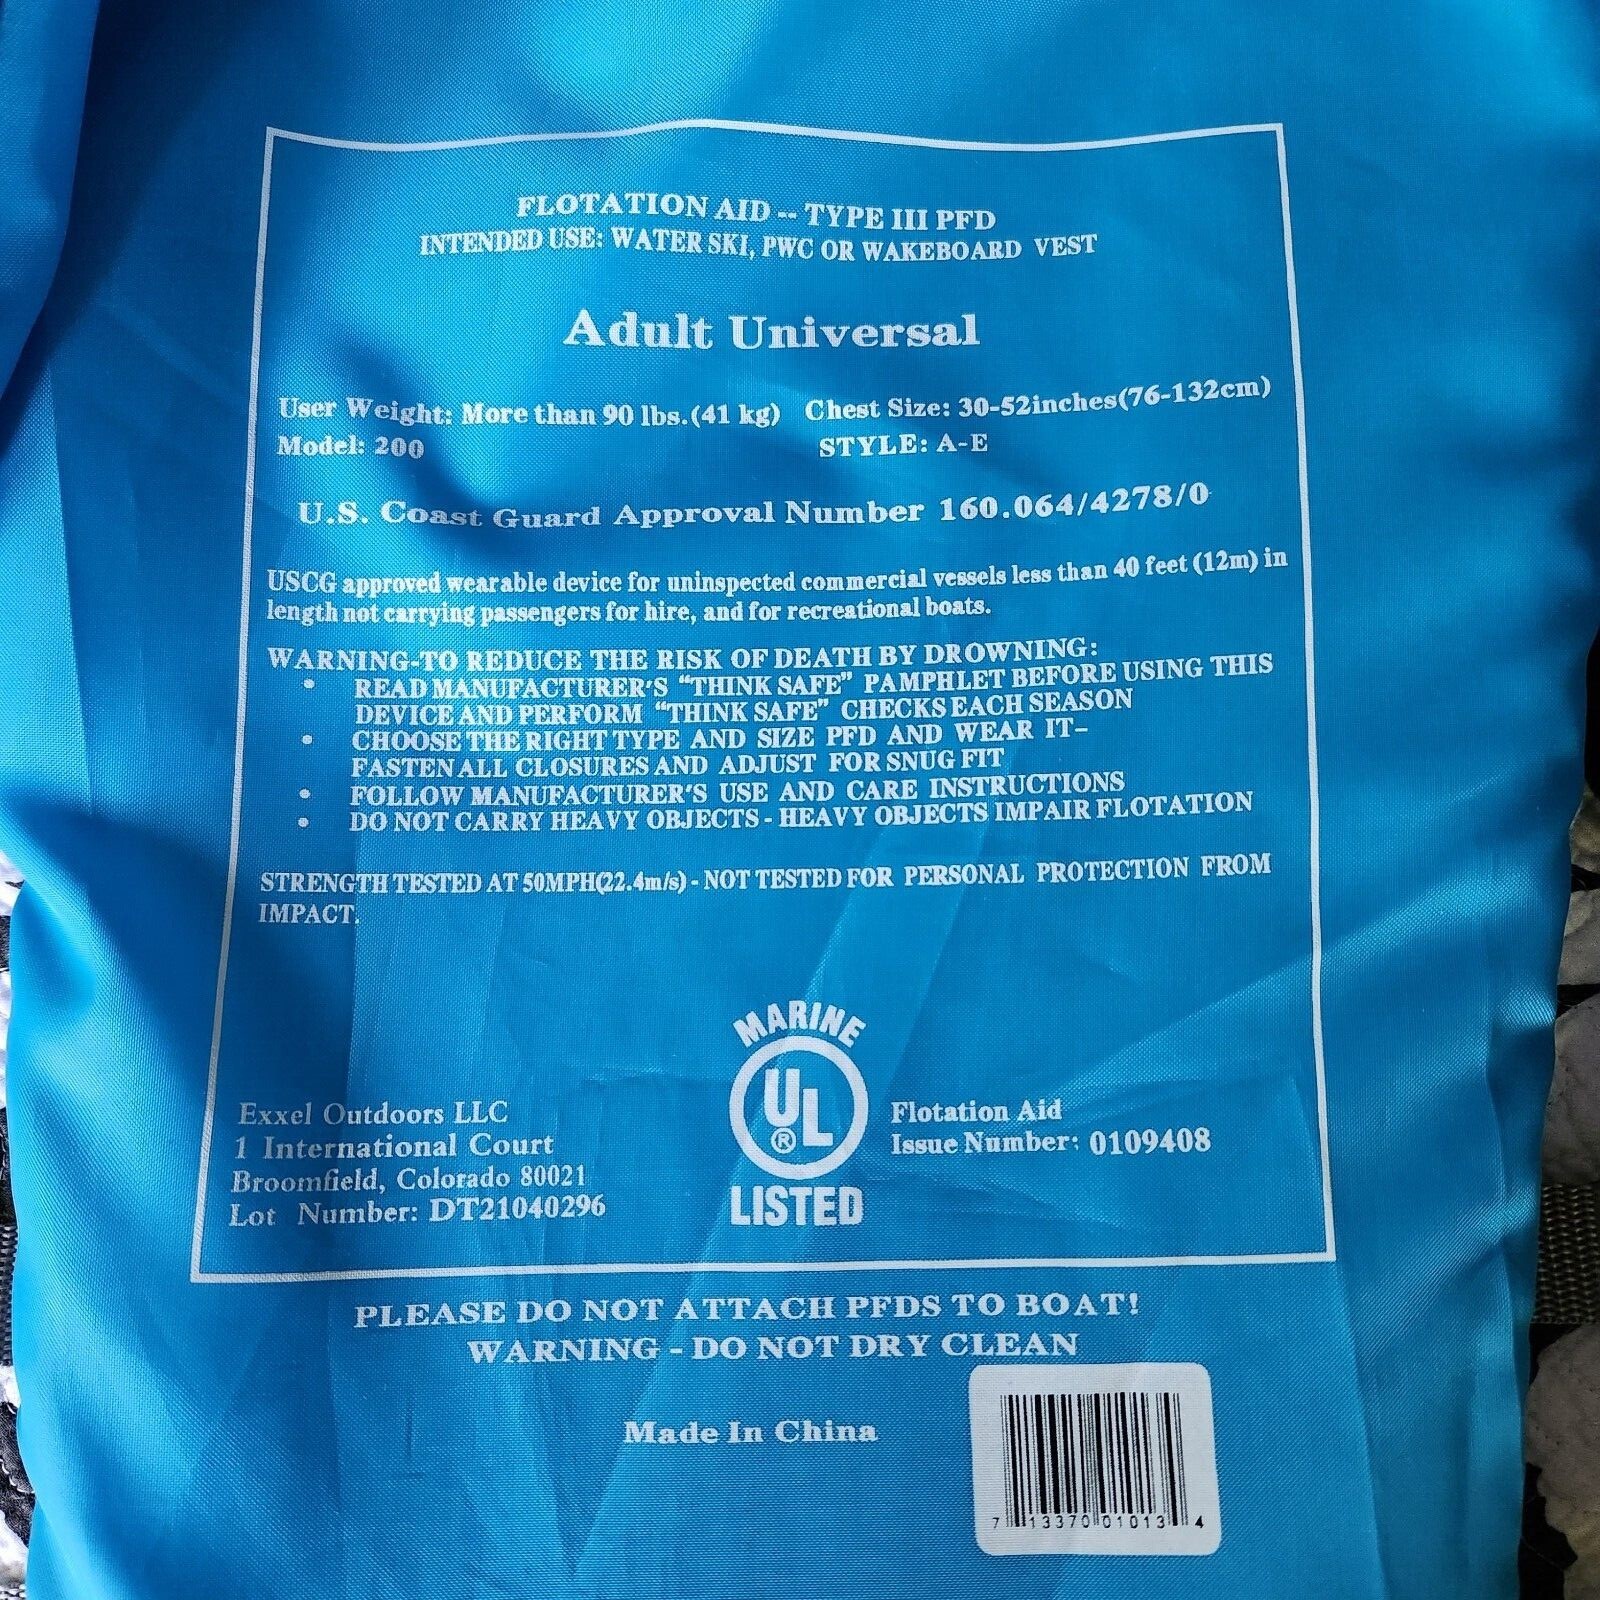 FLOTATION AID -- TYPE III PFD
INTENDED USE: WATER SKI, PWC OR WAKEBOARD VEST
Adult Universal
User Weight: More than 90 lbs.(41 kg) Chest Size: 30-52inches(76-132cm)
Model: 200 STYLE: A-E
U.S. Coast Guard Approval Number 160.064/4278/0
USCG approved wearable device for uninspected commercial vessels less than 40 feet (12m) in
length not carrying passengers for hire, and for recreational boats.
WARNING-TO REDUCE THE RISK OF DEATH BY DROWNING:
• READ MANUFACTURER'S “THINK SAFE” PAMPHLET BEFORE USING THIS
DEVICE AND PERFORM “THINK SAFE” CHECKS EACH SEASON
• CHOOSE THE RIGHT TYPE AND SIZE PFD AND WEAR IT-
FASTEN ALL CLOSURES AND ADJUST FOR SNUG FIT
• FOLLOW MANUFACTURER'S USE AND CARE INSTRUCTIONS
• DO NOT CARRY HEAVY OBJECTS - HEAVY OBJECTS IMPAIR FLOTATION
STRENGTH TESTED AT 50MPH(22.4m/s) - NOT TESTED FOR PERSONAL PROTECTION FROM
IMPACT.
Exxel Outdoors LLC
1 International Court
Broomfield, Colorado 80021
Lot Number: DT21040296
MARINE
UL ®
LISTED
Flotation Aid
Issue Number: 0109408
PLEASE DO NOT ATTACH PFDS TO BOAT!
WARNING - DO NOT DRY CLEAN
Made In China
7 13370 01013 4